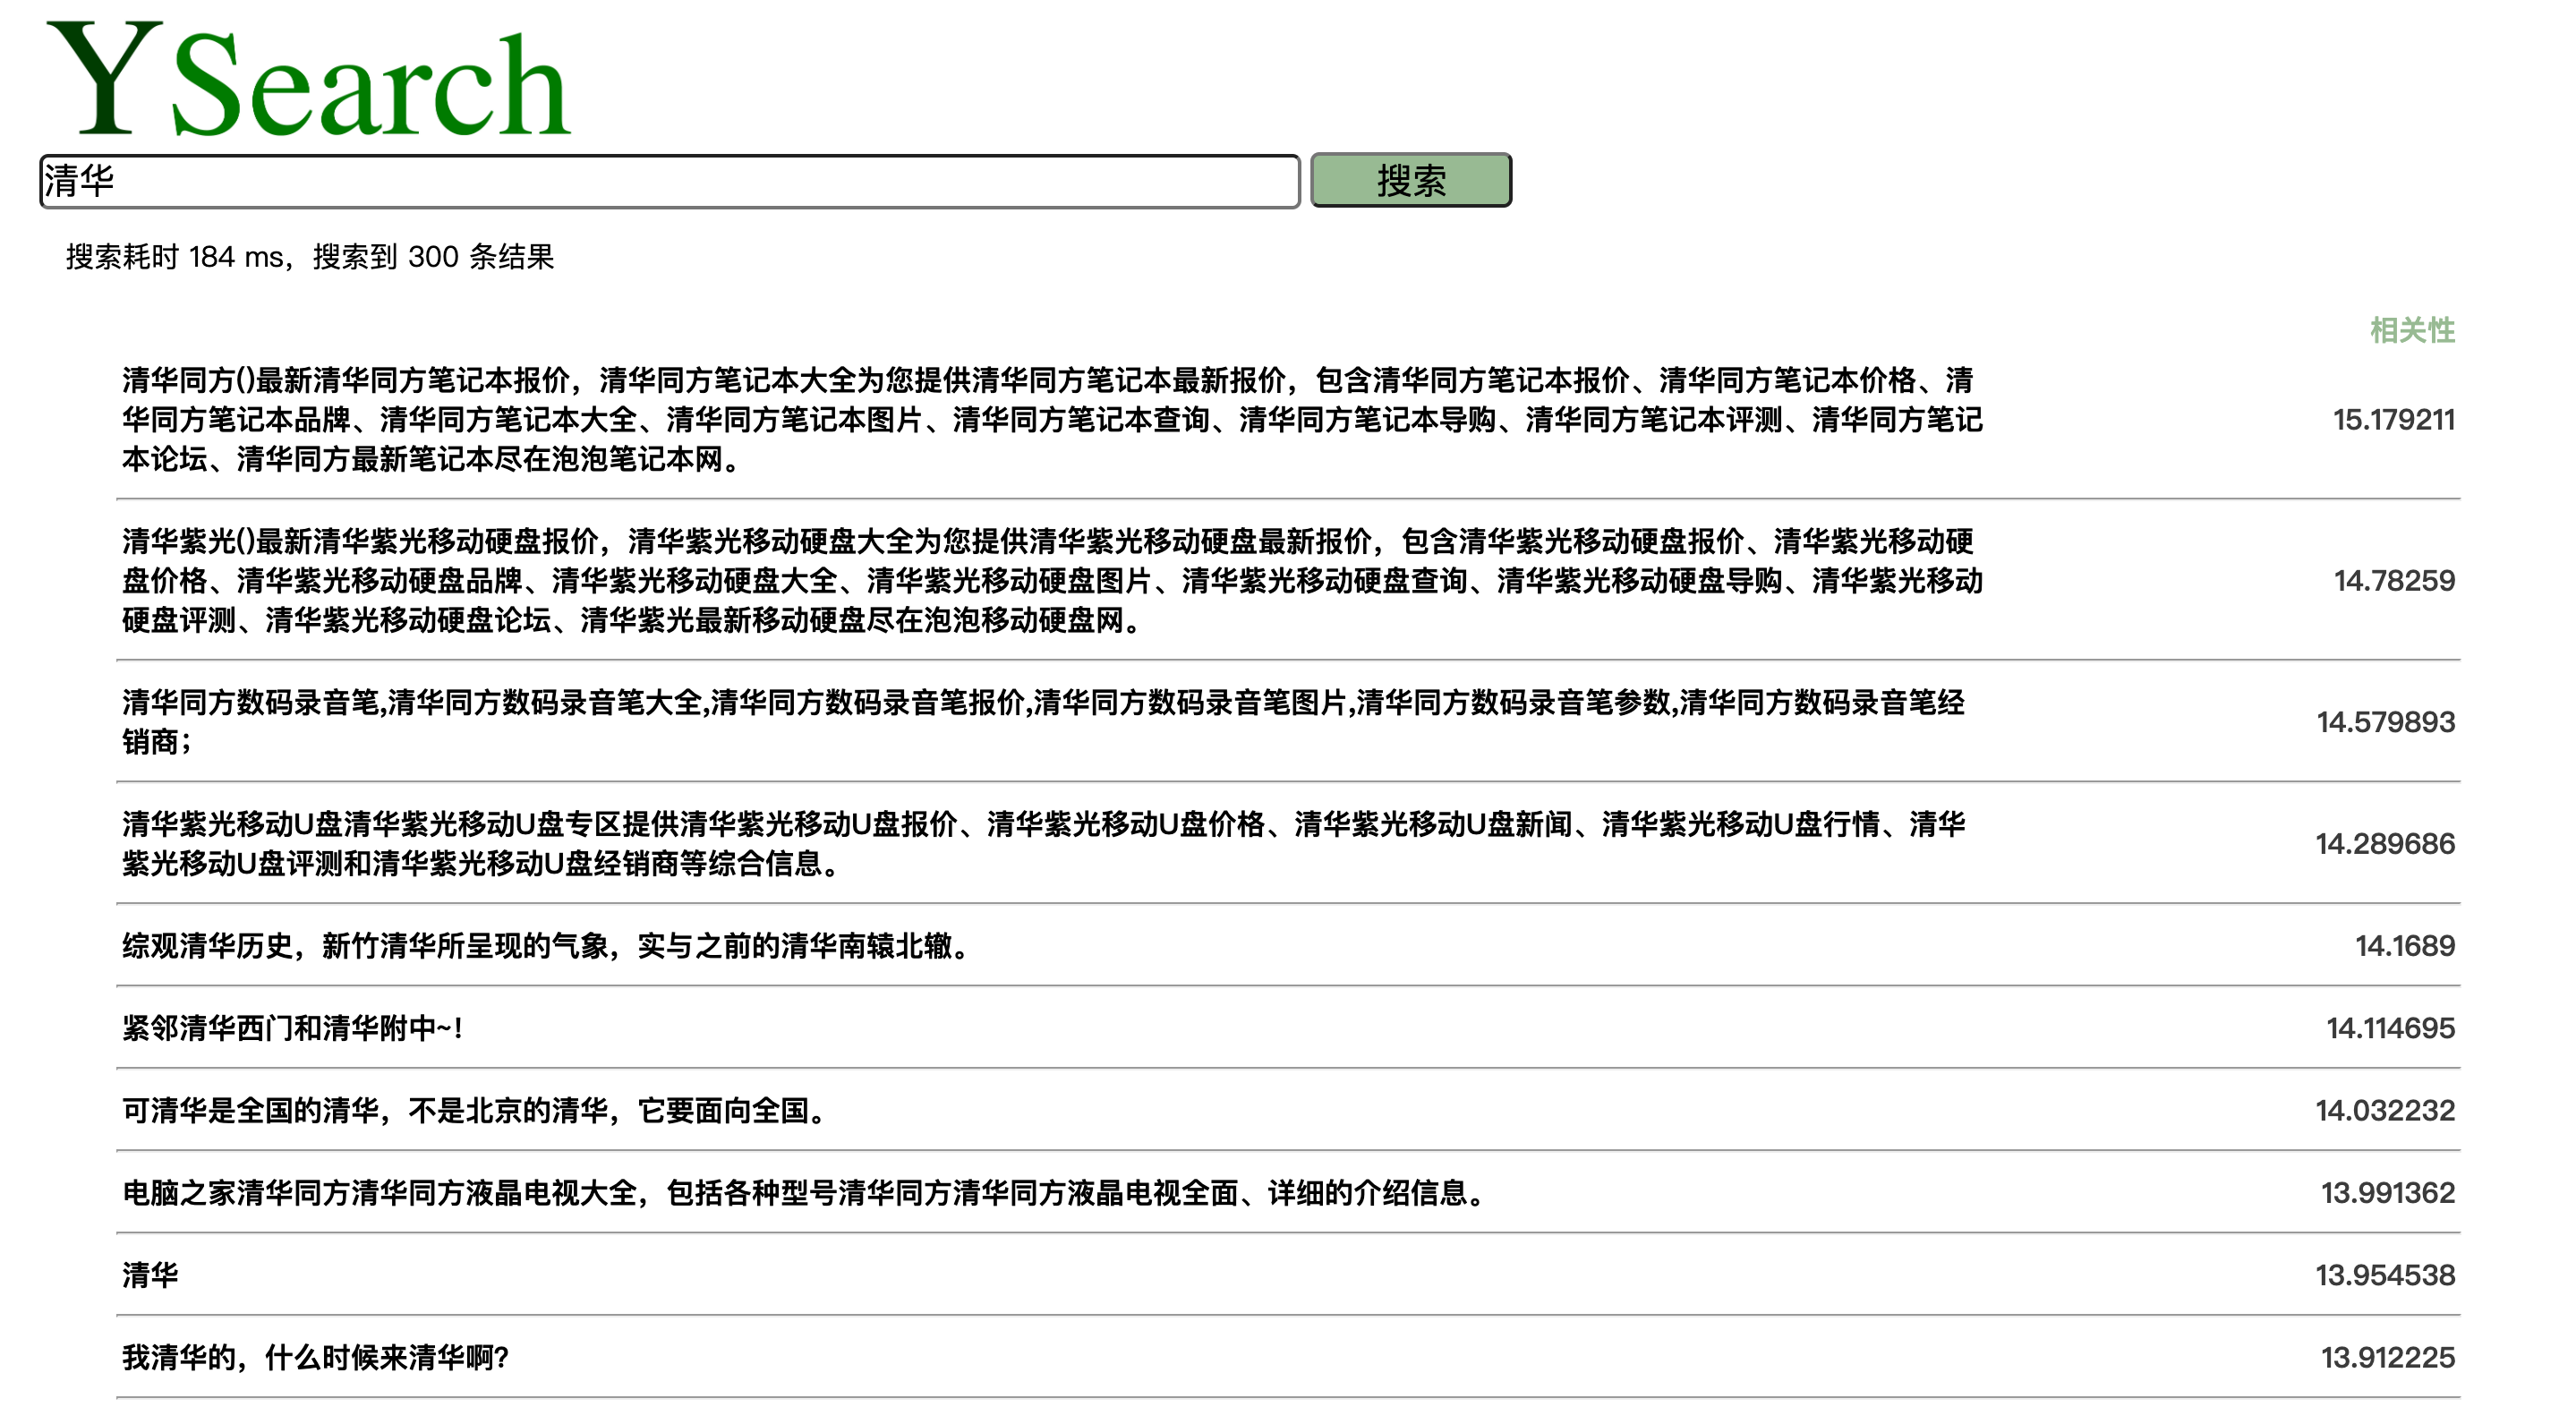 YSearch
清华
搜索
搜索耗时 184 ms，搜索到 300 条结果
相关性
清华同方()最新清华同方笔记本报价，清华同方笔记本大全为您提供清华同方笔记本最新报价，包含清华同方笔记本报价、清华同方笔记本价格、清
华同方笔记本品牌、清华同方笔记本大全、清华同方笔记本图片、清华同方笔记本查询、清华同方笔记本导购、清华同方笔记本评测、清华同方笔记
本论坛、清华同方最新笔记本尽在泡泡笔记本网。
15.179211
清华紫光()最新清华紫光移动硬盘报价，清华紫光移动硬盘大全为您提供清华紫光移动硬盘最新报价，包含清华紫光移动硬盘报价、清华紫光移动硬
盘价格、清华紫光移动硬盘品牌、清华紫光移动硬盘大全、清华紫光移动硬盘图片、清华紫光移动硬盘查询、清华紫光移动硬盘导购、清华紫光移动
硬盘评测、清华紫光移动硬盘论坛、清华紫光最新移动硬盘尽在泡泡移动硬盘网。
14.78259
清华同方数码录音笔,清华同方数码录音笔大全,清华同方数码录音笔报价,清华同方数码录音笔图片,清华同方数码录音笔参数,清华同方数码录音笔经
销商；
14.579893
清华紫光移动U盘清华紫光移动U盘专区提供清华紫光移动U盘报价、清华紫光移动U盘价格、清华紫光移动U盘新闻、清华紫光移动U盘行情、清华
紫光移动U盘评测和清华紫光移动U盘经销商等综合信息。
14.289686
综观清华历史，新竹清华所呈现的气象，实与之前的清华南辕北辙。
14.1689
紧邻清华西门和清华附中~！
14.114695
可清华是全国的清华，不是北京的清华，它要面向全国。
14.032232
电脑之家清华同方清华同方液晶电视大全，包括各种型号清华同方清华同方液晶电视全面、详细的介绍信息。
13.991362
清华
13.954538
我清华的，什么时候来清华啊?
13.912225